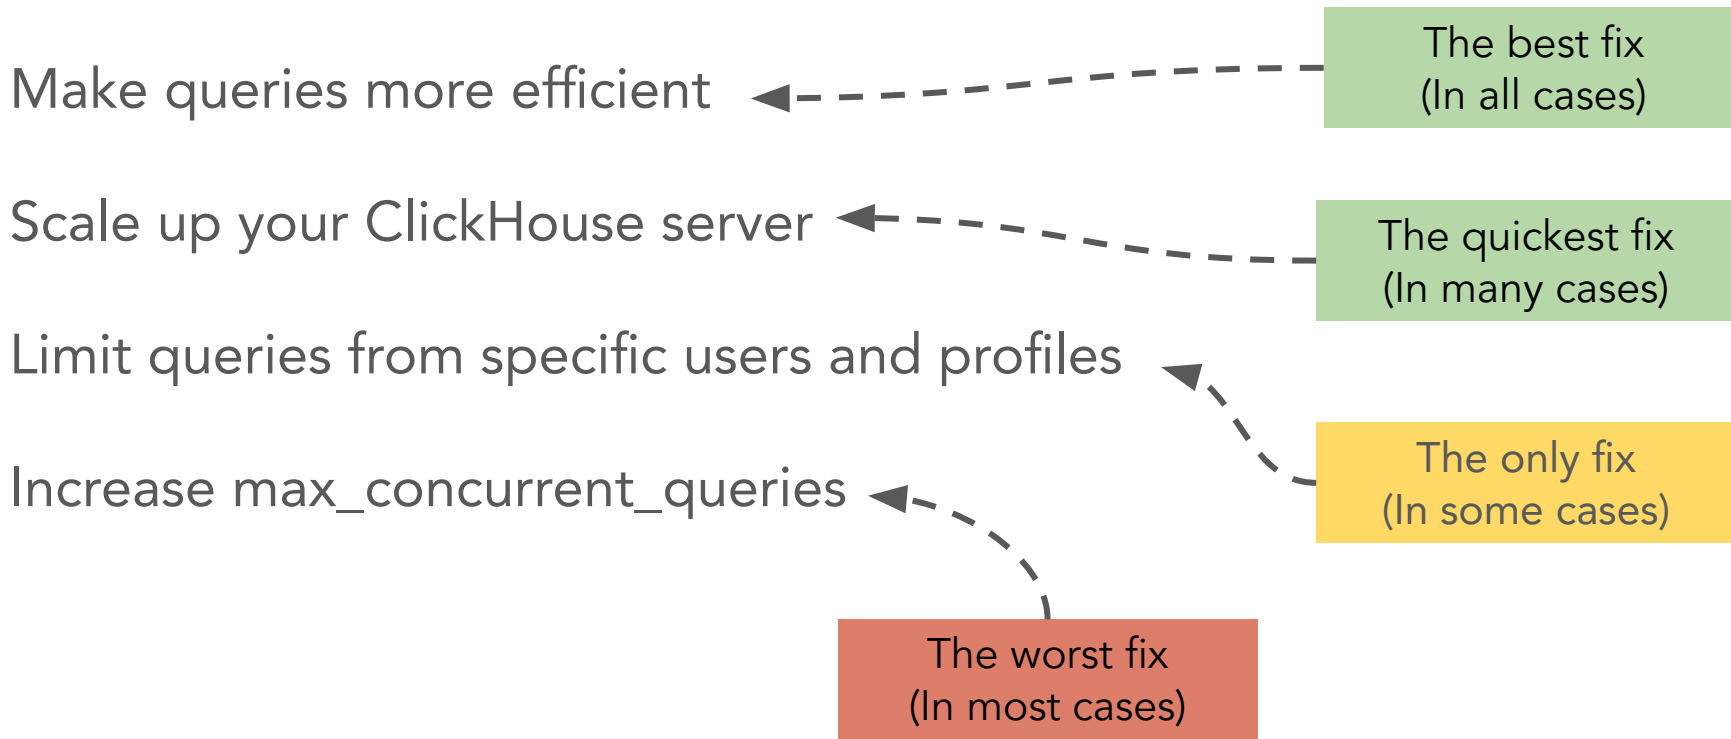 Make queries more efficient
The best fix
(In all cases)
Scale up your ClickHouse server
The quickest fix
(In many cases)
Limit queries from specific users and profiles
The only fix
(In some cases)
Increase max_concurrent_queries
The worst fix
(In most cases)